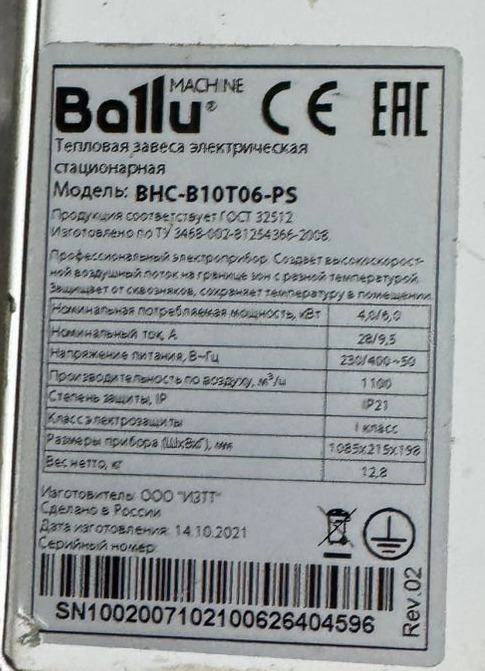 MACHINE
Ballu® CE EAC
Тепловая завеса электрическая
стационарная
Модель: BHC-B10T06-PS
Продукция соответствует ГОСТ 32512
Изготовлено по ТУ 3468-002-81254366-2008
Профессиональный электроприбор. Создаёт высокоскорост-
ной воздушный поток на границе зон с разной температурой.
Защищает от сквозняков, сохраняет температуру в помещении.
Номинальная потребляемая мощность, кВт 4,0/6,0
Номинальный ток, А 28/9,5
Напряжение питания, В~Гц 230/400~50
Производительность по воздуху, м³/ч 1100
Степень защиты, IP IP21
Класс электрозащиты I класс
Размеры прибора (ШхВхГ), мм 1085x215x198
Вес нетто, кг 12,8
Изготовитель: ООО "ИЗТТ"
Сделано в России
Дата изготовления: 14.10.2021
Серийный номер:
SN1002007102100626404596
Rev.02